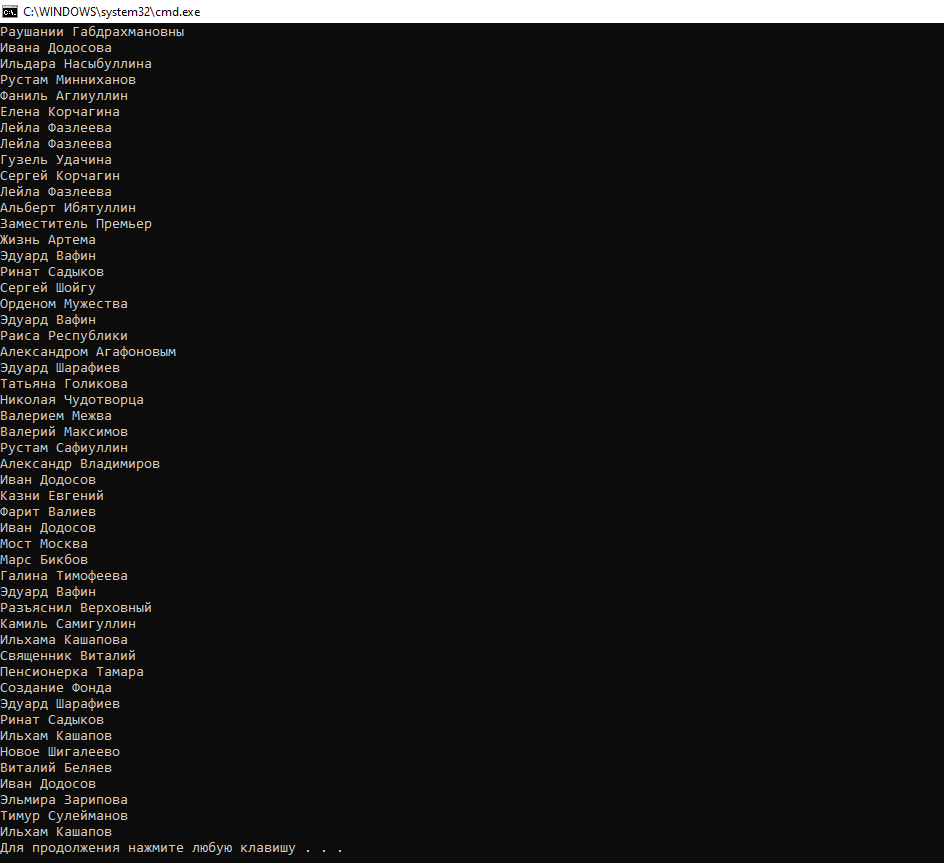 C:\WINDOWS\system32\cmd.exe
Раушании Габдрахмановны
Ивана Додосова
Ильдара Насыбуллина
Рустам Минниханов
Фаниль Аглиуллин
Елена Корчагина
Лейла Фазлеева
Лейла Фазлеева
Гузель Удачина
Сергей Корчагин
Лейла Фазлеева
Альберт Ибятуллин
Заместитель Премьер
Жизнь Артема
Эдуард Вафин
Ринат Садыков
Сергей Шойгу
Орденом Мужества
Эдуард Вафин
Раиса Республики
Александром Агафоновым
Эдуард Шарафиев
Татьяна Голикова
Николая Чудотворца
Валерием Межва
Валерий Максимов
Рустам Сафиуллин
Александр Владимиров
Иван Додосов
Казни Евгений
Фарит Валиев
Иван Додосов
Мост Москва
Марс Бикбов
Галина Тимофеева
Эдуард Вафин
Разъяснил Верховный
Камиль Самигуллин
Ильхама Кашапова
Священник Виталий
Пенсионерка Тамара
Создание Фонда
Эдуард Шарафиев
Ринат Садыков
Ильхам Кашапов
Новое Шигалеево
Виталий Беляев
Иван Додосов
Эльмира Зарипова
Тимур Сулейманов
Ильхам Кашапов
Для продолжения нажмите любую клавишу . . .